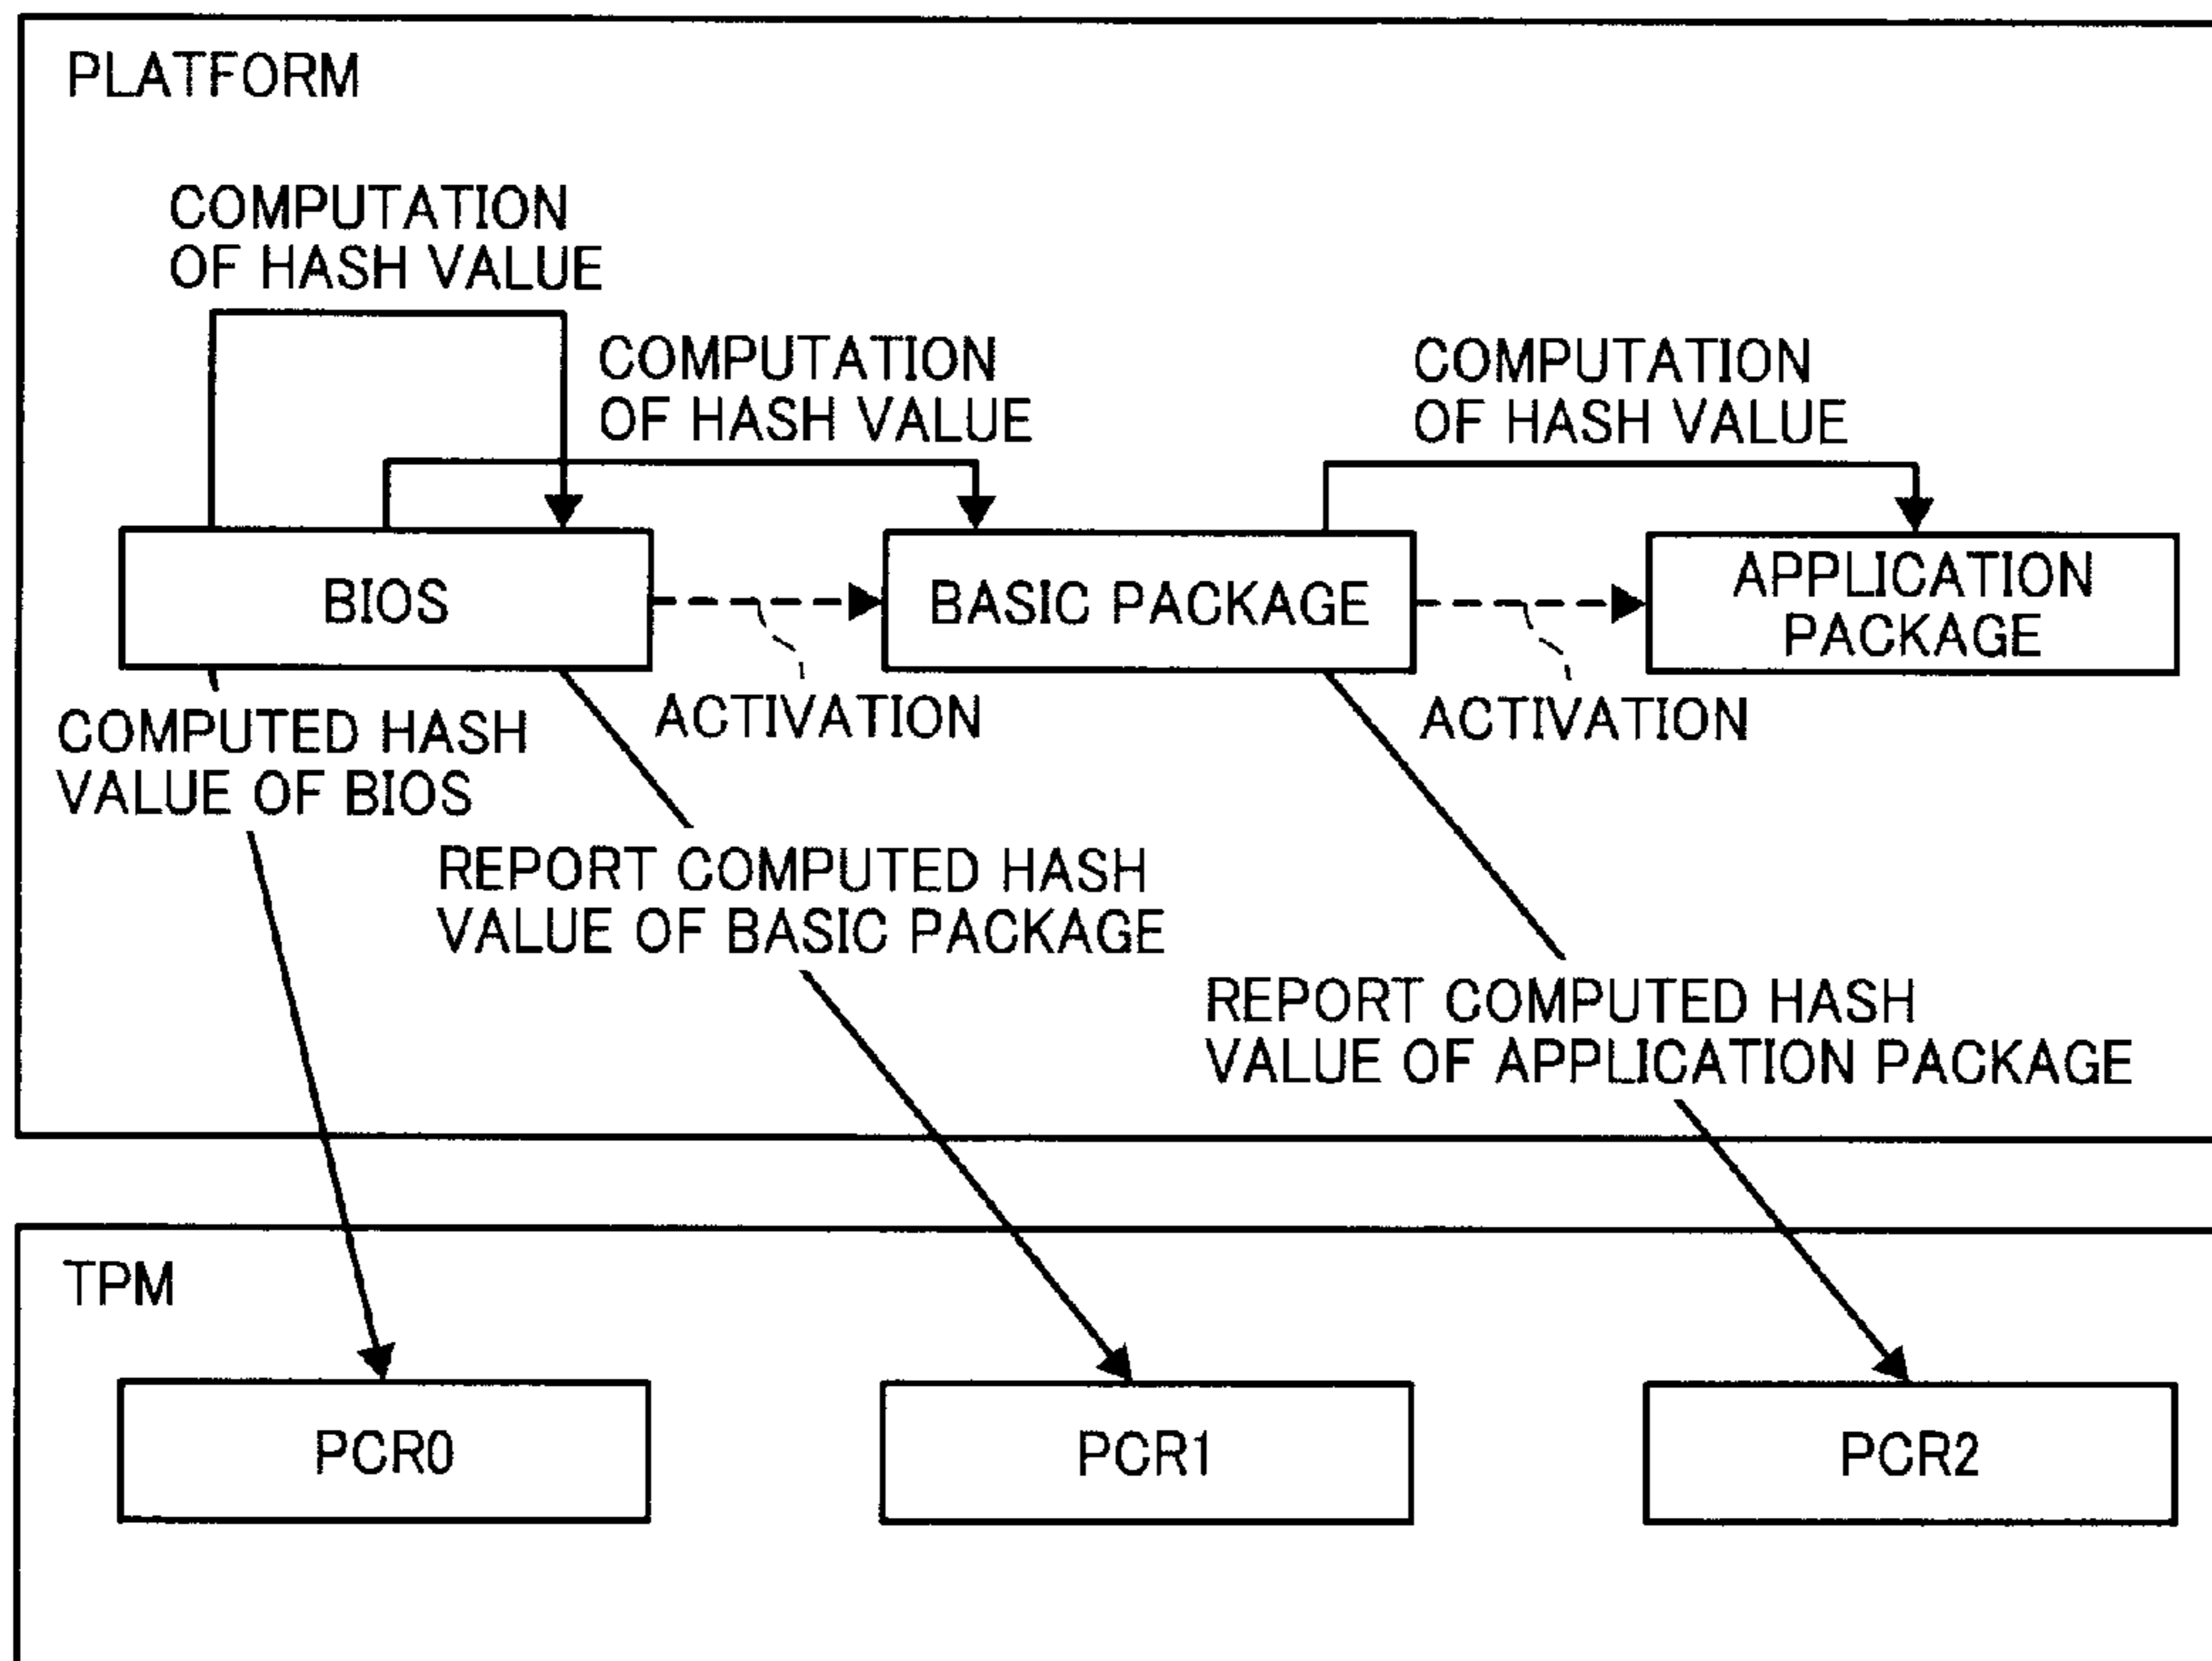 PLATFORM
COMPUTATION
OF HASH VALUE
COMPUTATION
OF HASH VALUE
COMPUTATION
OF HASH VALUE
BIOS
BASIC PACKAGE
APPLICATION
PACKAGE
ACTIVATION
ACTIVATION
COMPUTED HASH
VALUE OF BIOS
REPORT COMPUTED HASH
VALUE OF BASIC PACKAGE
REPORT COMPUTED HASH
VALUE OF APPLICATION PACKAGE
TPM
PCR0
PCR1
PCR2